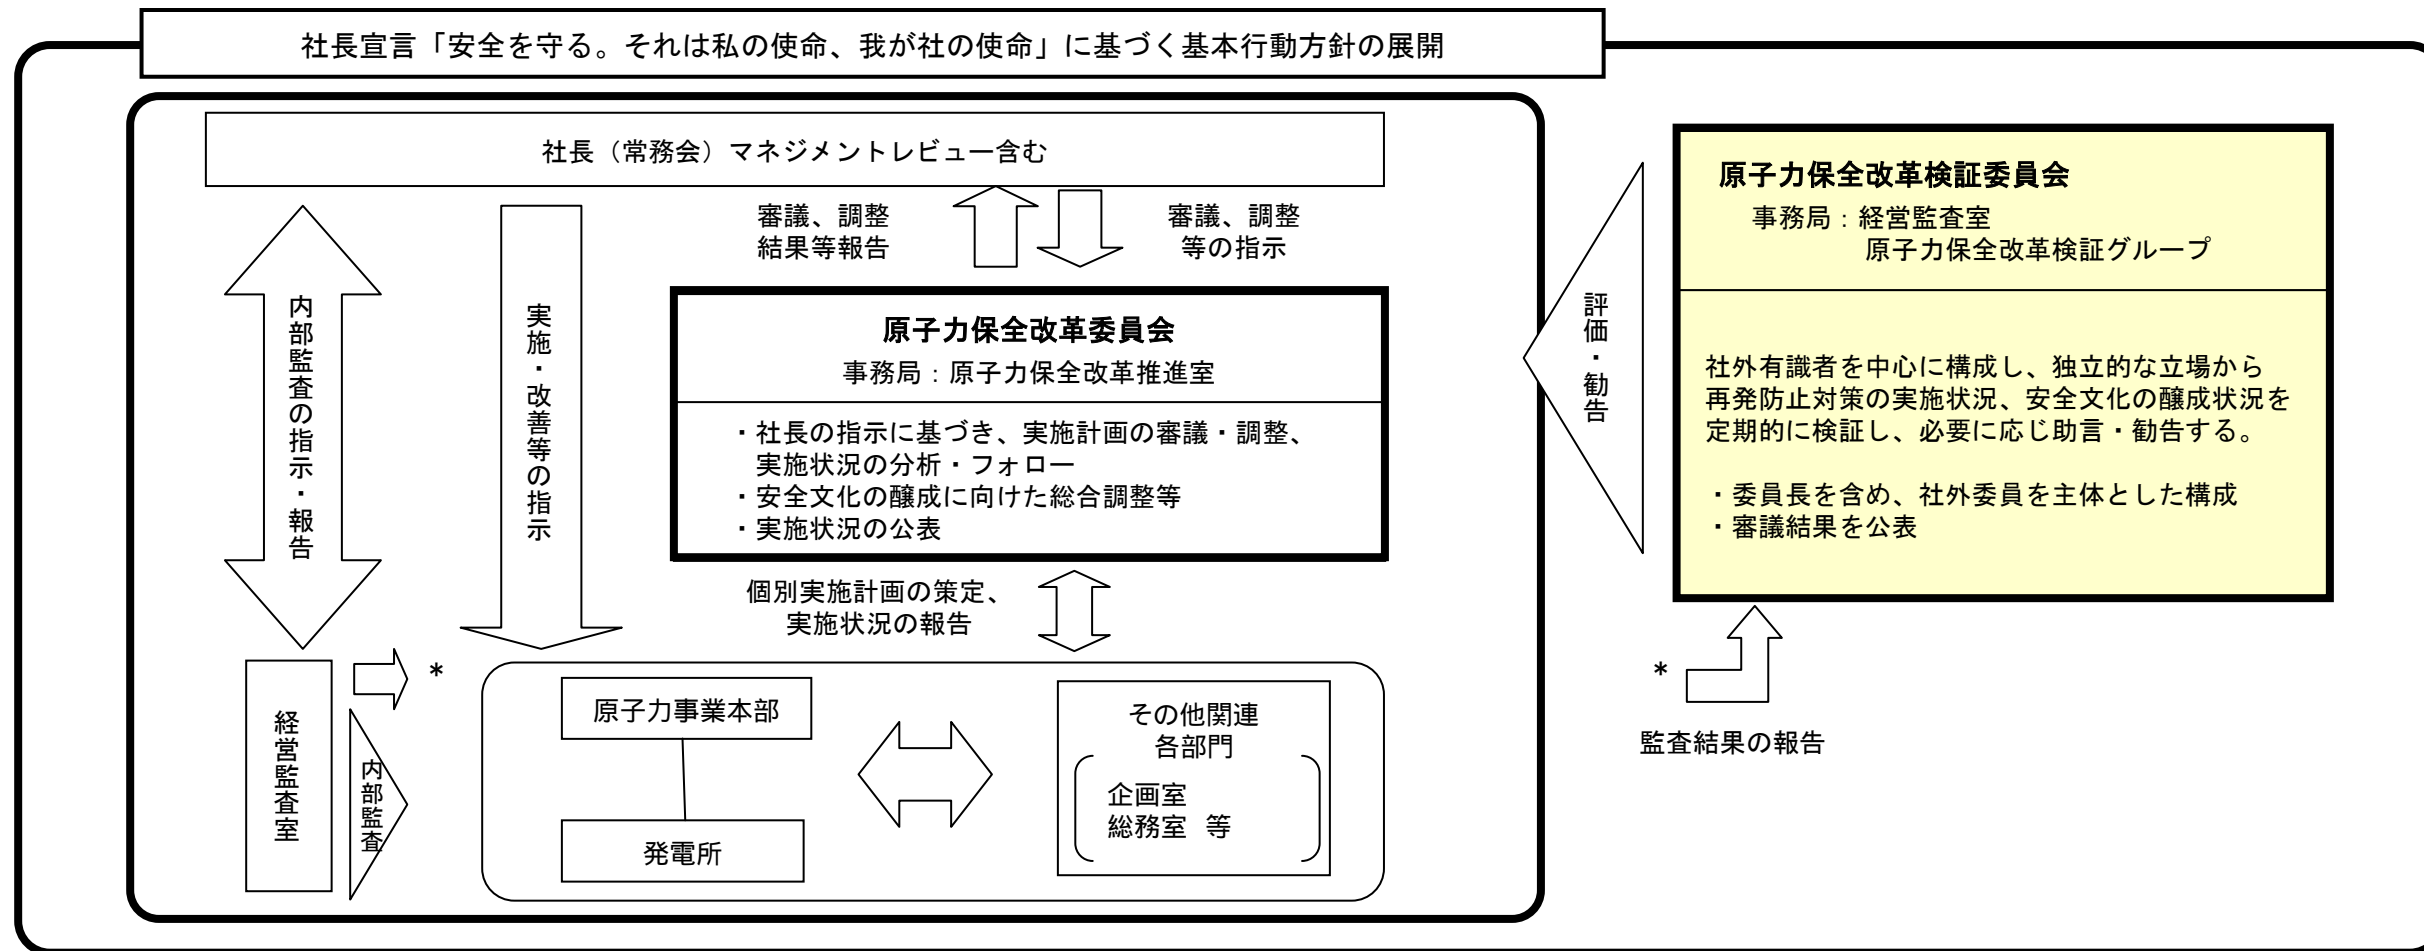 社長宣言「安全を守る。それは私の使命、我が社の使命」に基づく基本行動方針の展開
社長（常務会）マネジメントレビュー含む
審議、調整
結果等報告
審議、調整
等の指示
内部監査の指示・報告
実施・改善等の指示
原子力保全改革委員会
事務局：原子力保全改革推進室
・社長の指示に基づき、実施計画の審議・調整、
実施状況の分析・フォロー
・安全文化の醸成に向けた総合調整等
・実施状況の公表
個別実施計画の策定、
実施状況の報告
経営監査室
*
内部監査
原子力事業本部
発電所
その他関連
各部門
企画室
総務室 等
評価・勧告
原子力保全改革検証委員会
事務局：経営監査室
原子力保全改革検証グループ
社外有識者を中心に構成し、独立的な立場から
再発防止対策の実施状況、安全文化の醸成状況を
定期的に検証し、必要に応じ助言・勧告する。
・委員長を含め、社外委員を主体とした構成
・審議結果を公表
*
監査結果の報告